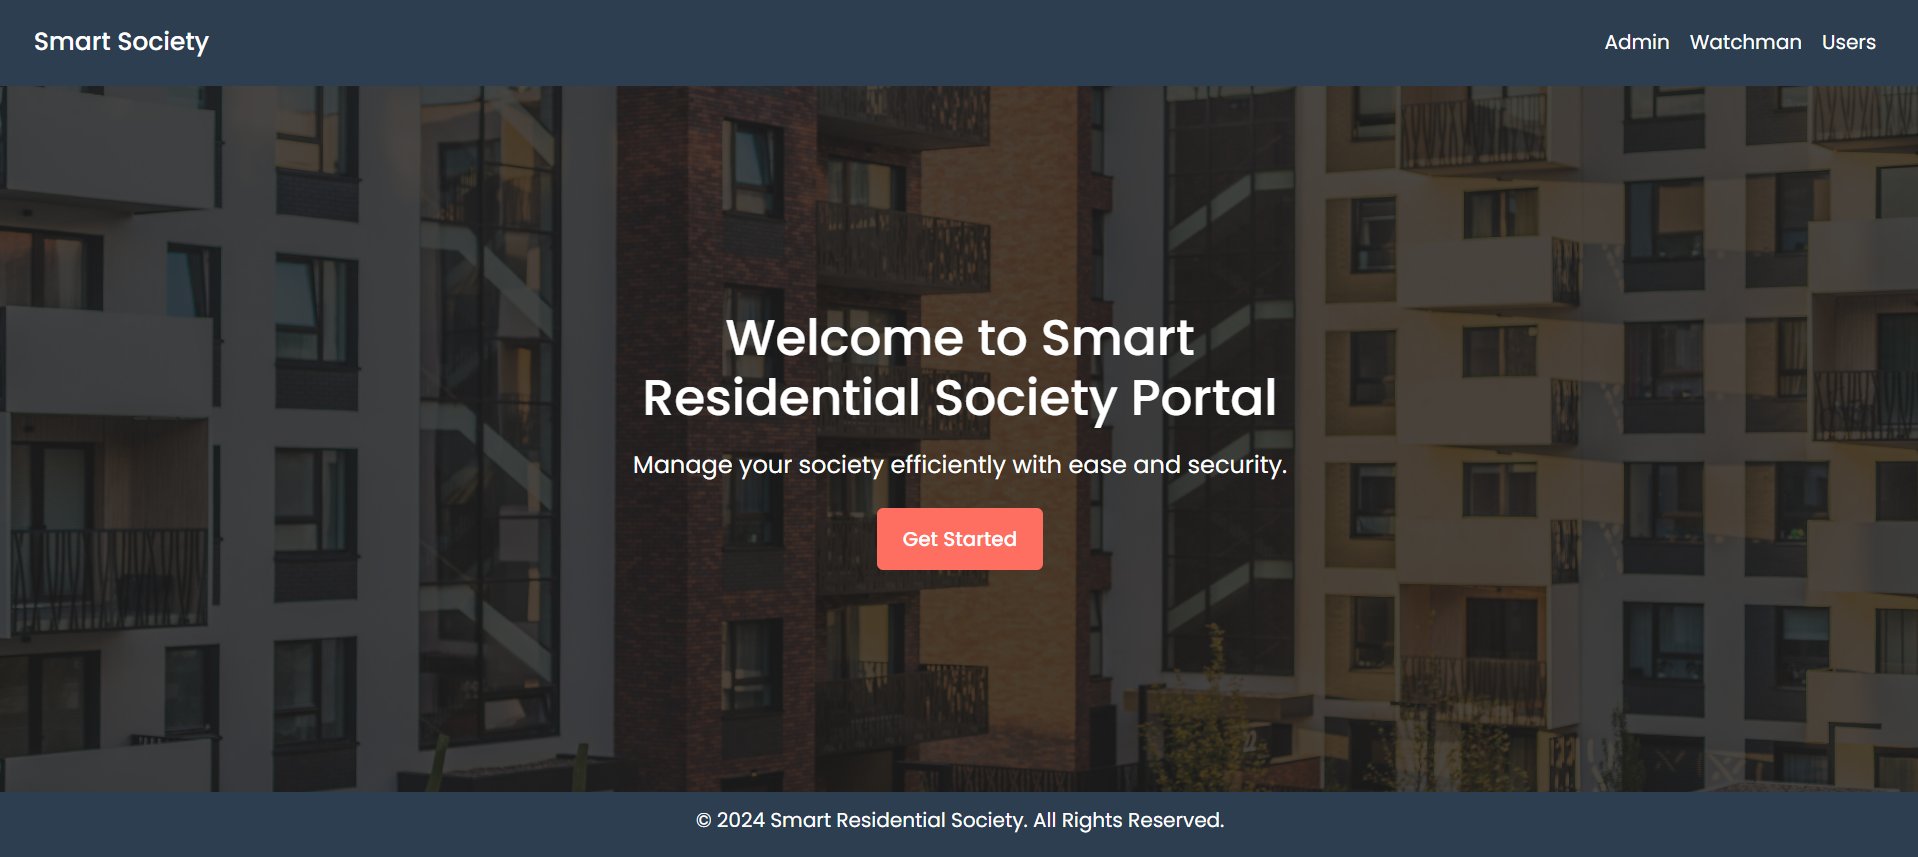 Smart Society
Admin Watchman Users
Welcome to Smart
Residential Society Portal
Manage your society efficiently with ease and security.
Get Started
22
© 2024 Smart Residential Society. All Rights Reserved.